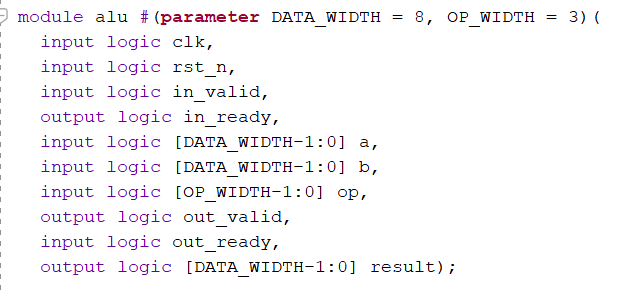 module alu #(parameter DATA_WIDTH = 8, OP_WIDTH = 3)(
input logic clk,
input logic rst_n,
input logic in_valid,
output logic in_ready,
input logic [DATA_WIDTH-1:0] a,
input logic [DATA_WIDTH-1:0] b,
input logic [OP_WIDTH-1:0] op,
output logic out_valid,
input logic out_ready,
output logic [DATA_WIDTH-1:0] result);